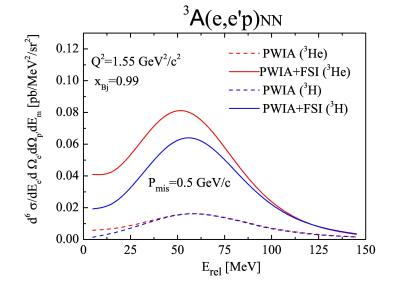 ³A(e,e'p)NN
Q²=1.55 GeV²/c²
x_Bj=0.99
PWIA (³He)
PWIA+FSI (³He)
PWIA (³H)
PWIA+FSI (³H)
P_mis=0.5 GeV/c
d⁶ σ/dE_e d Ω_e dΩ_p dE_m [pb/MeV²/sr²]
0.12
0.10
0.08
0.06
0.04
0.02
0.00
0 25 50 75 100 125 150
E_rel [MeV]